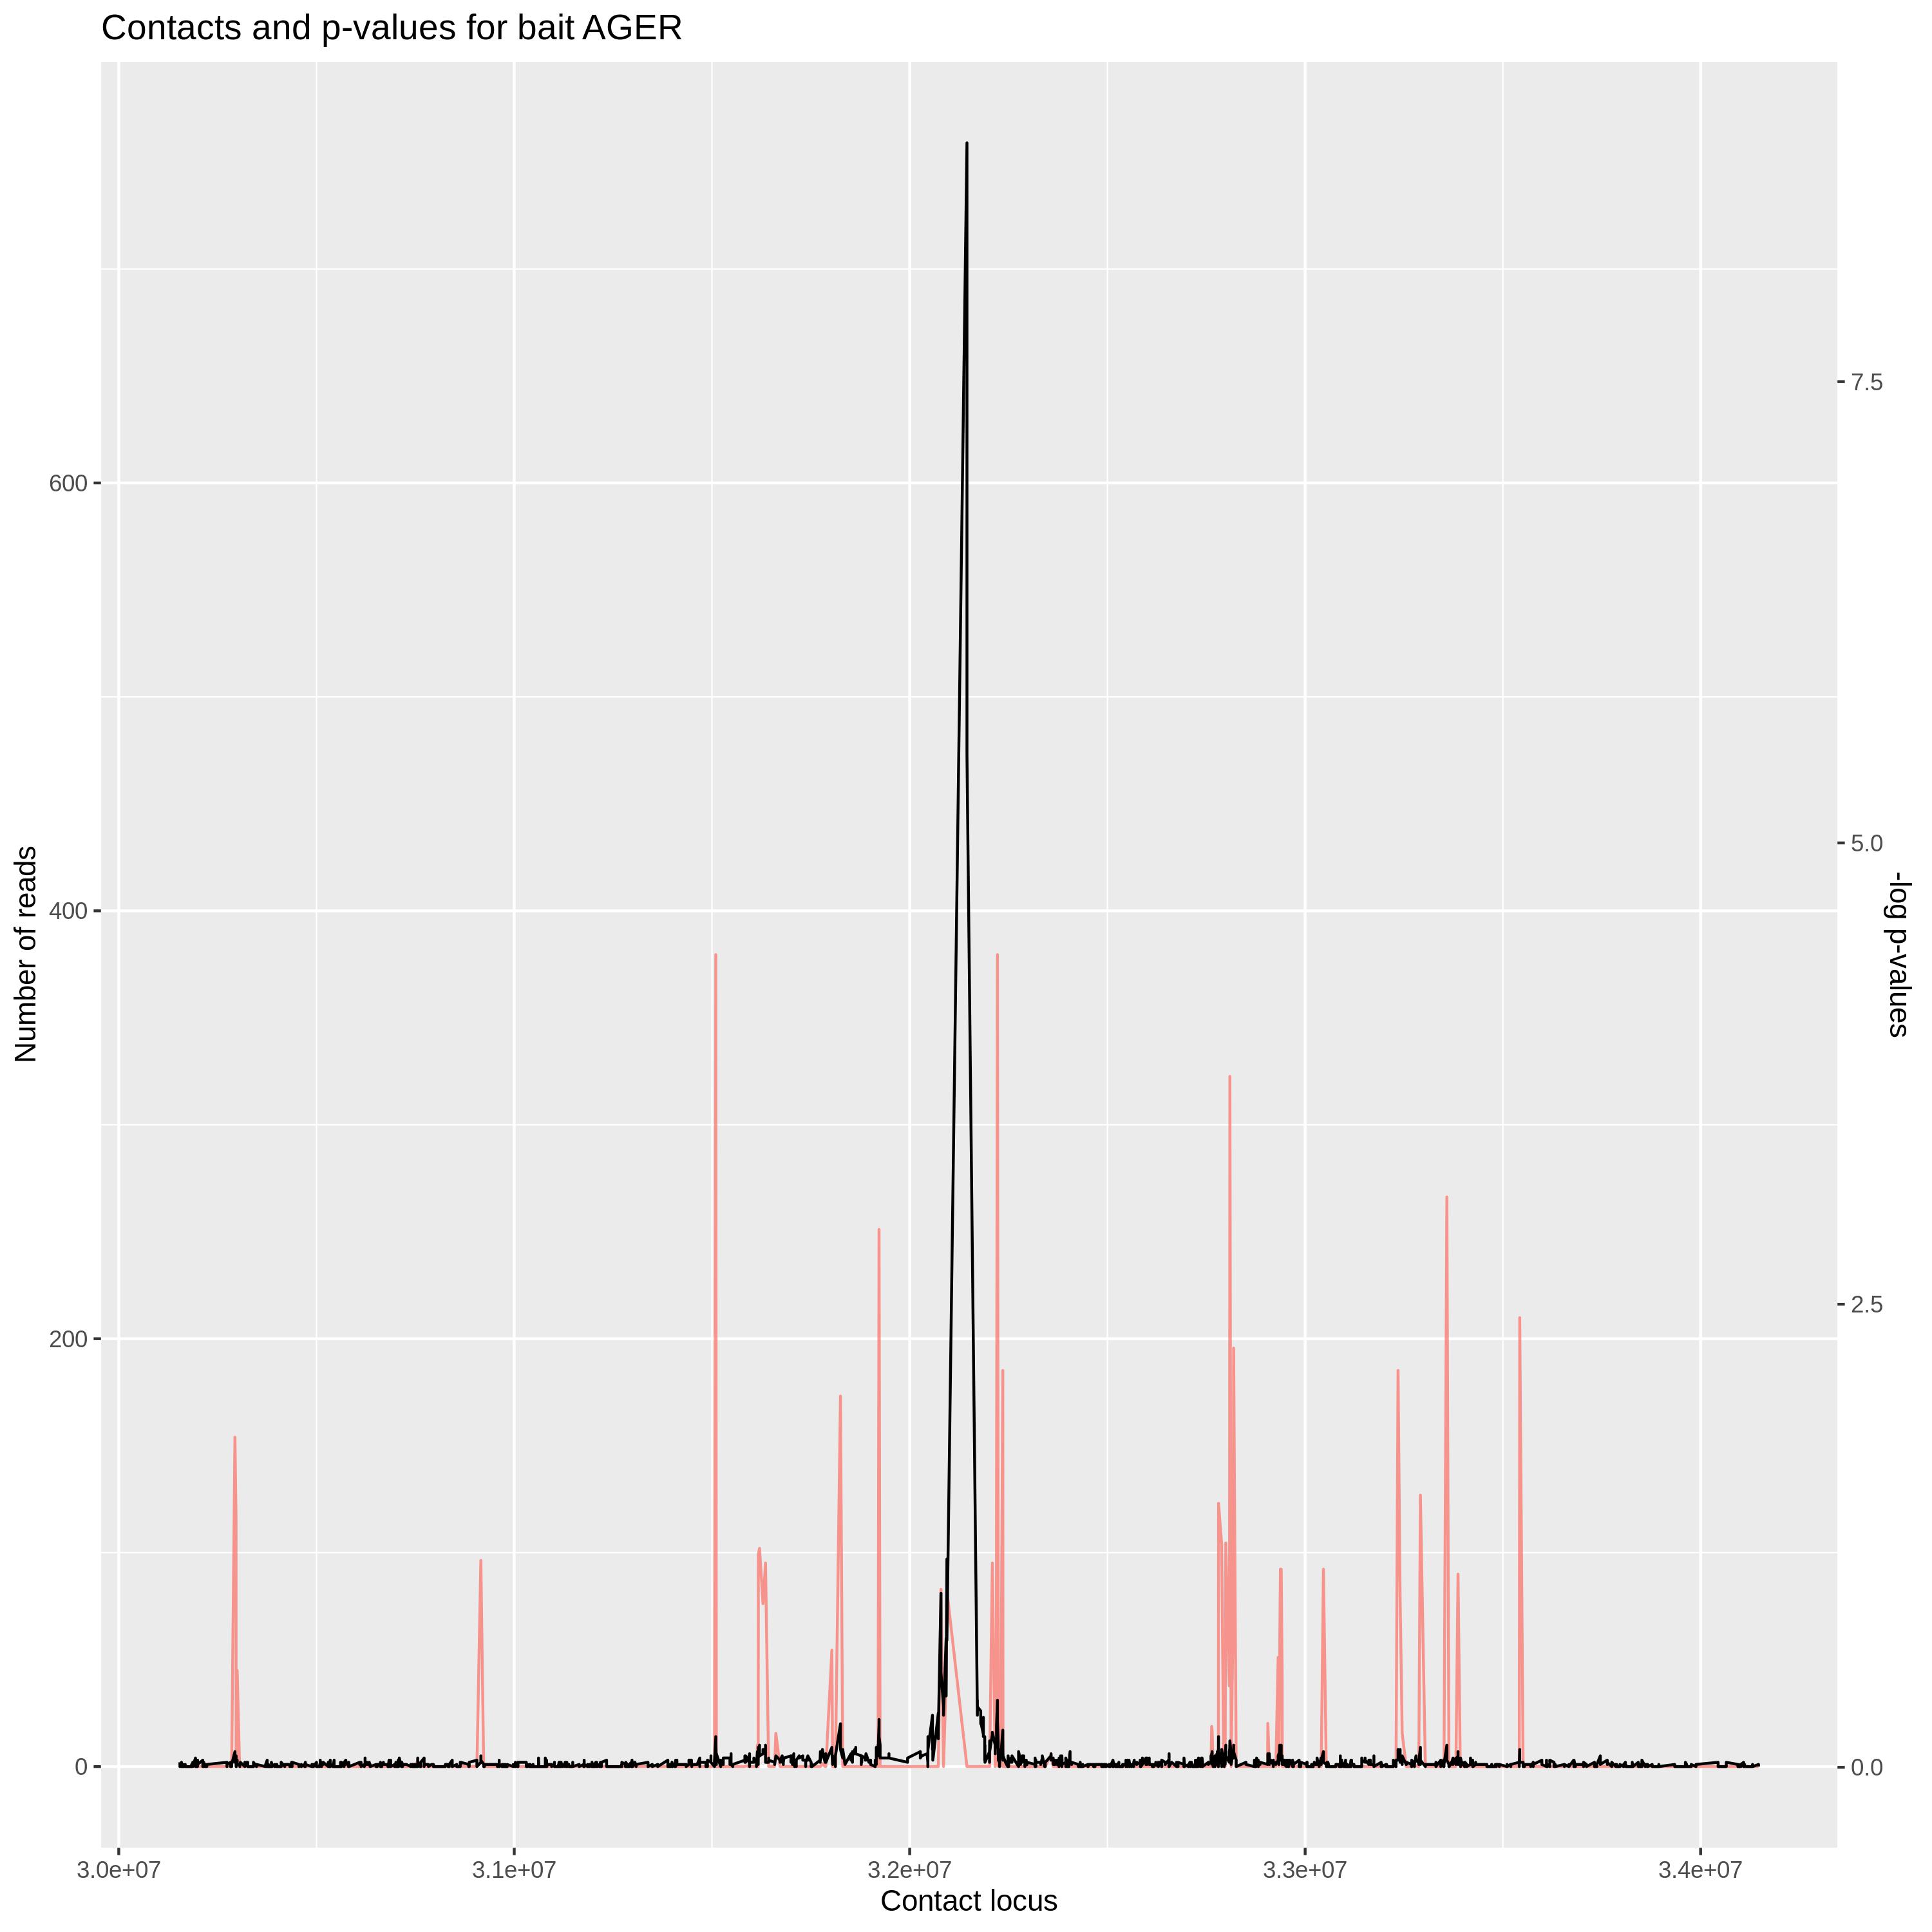 Contacts and p-values for bait AGER
Number of reads
600
400
200
0
7.5
5.0
2.5
0.0
-log p-values
3.0e+07
3.1e+07
3.2e+07
3.3e+07
3.4e+07
Contact locus